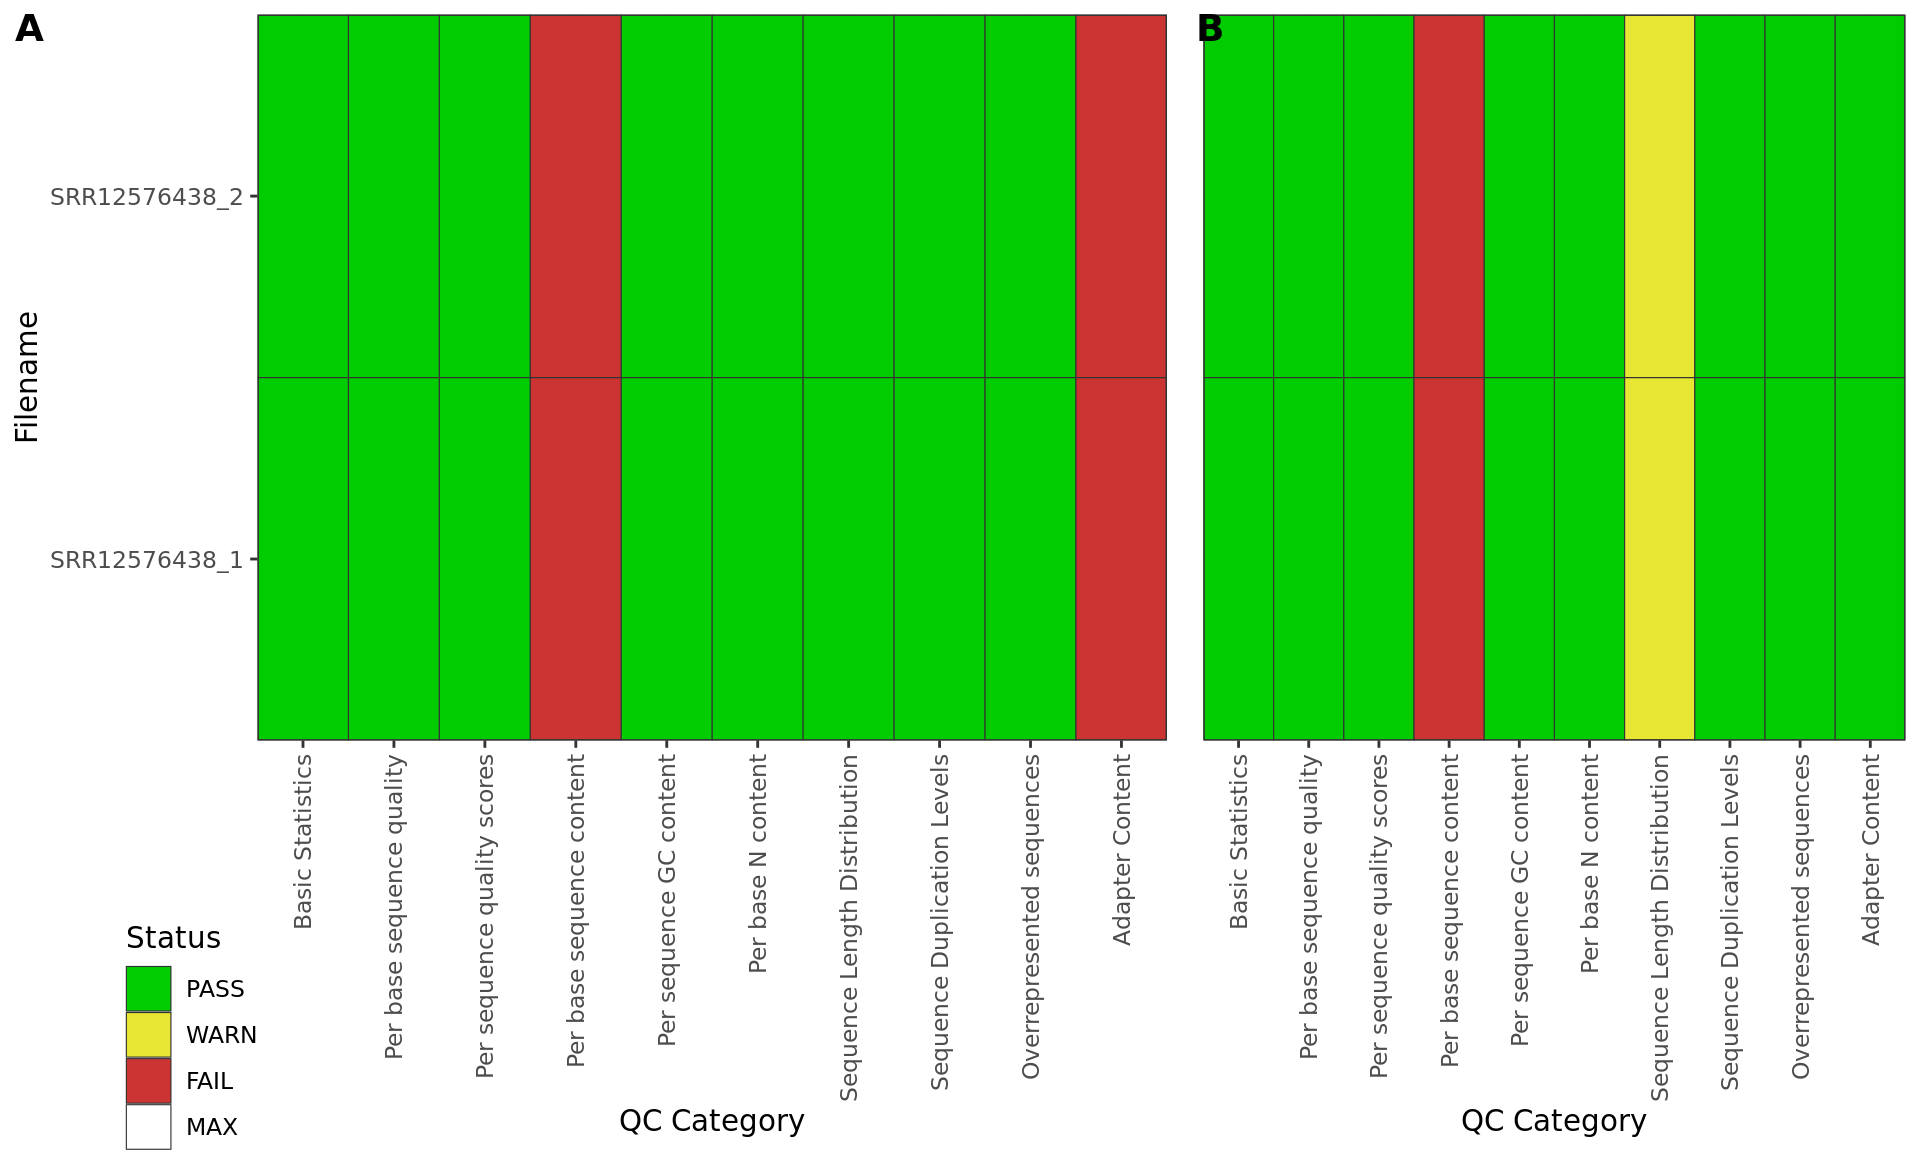 A
B
Filename
SRR12576438_2
SRR12576438_1
Basic Statistics
Per base sequence quality
Per sequence quality scores
Per base sequence content
Per sequence GC content
Per base N content
Sequence Length Distribution
Sequence Duplication Levels
Overrepresented sequences
Adapter Content
QC Category
Basic Statistics
Per base sequence quality
Per sequence quality scores
Per base sequence content
Per sequence GC content
Per base N content
Sequence Length Distribution
Sequence Duplication Levels
Overrepresented sequences
Adapter Content
QC Category
Status
PASS
WARN
FAIL
MAX